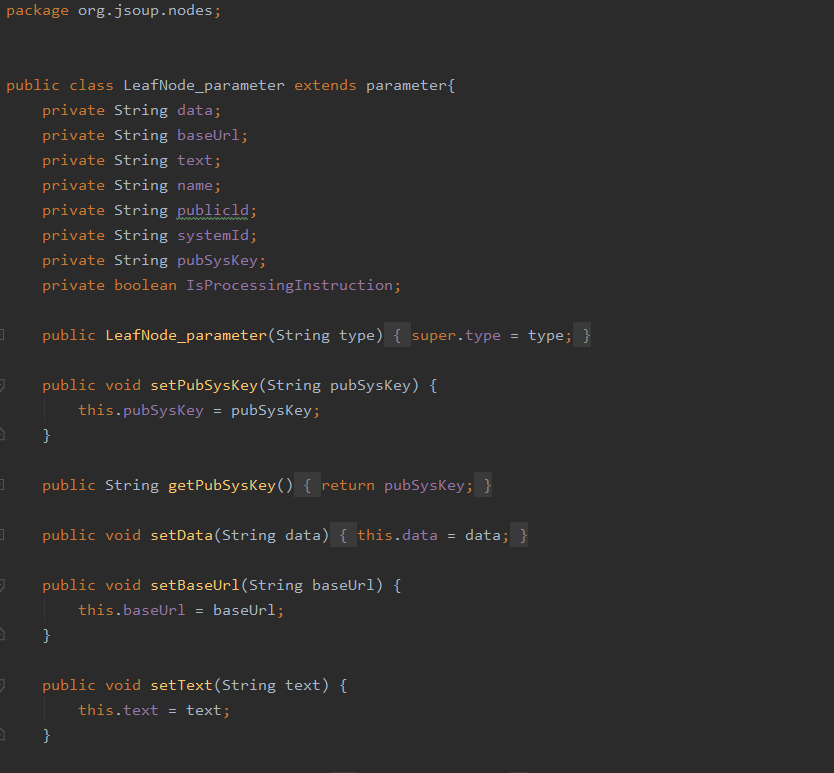 package org.jsoup.nodes;
public class LeafNode_parameter extends parameter{
private String data;
private String baseUrl;
private String text;
private String name;
private String publicld;
private String systemId;
private String pubSysKey;
private boolean IsProcessingInstruction;
public LeafNode_parameter(String type) { super.type = type; }
public void setPubSysKey(String pubSysKey) {
this.pubSysKey = pubSysKey;
}
public String getPubSysKey() { return pubSysKey; }
public void setData(String data) { this.data = data; }
public void setBaseUrl(String baseUrl) {
this.baseUrl = baseUrl;
}
public void setText(String text) {
this.text = text;
}